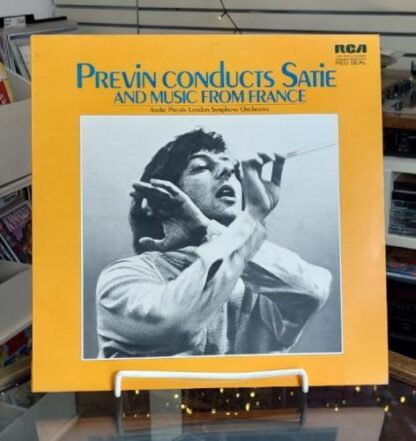 RCA
RED SEAL
PREVIN CONDUCTS SATIE
AND MUSIC FROM FRANCE
ANDRÉ PREVIN·LONDON SYMPHONY ORCHESTRA